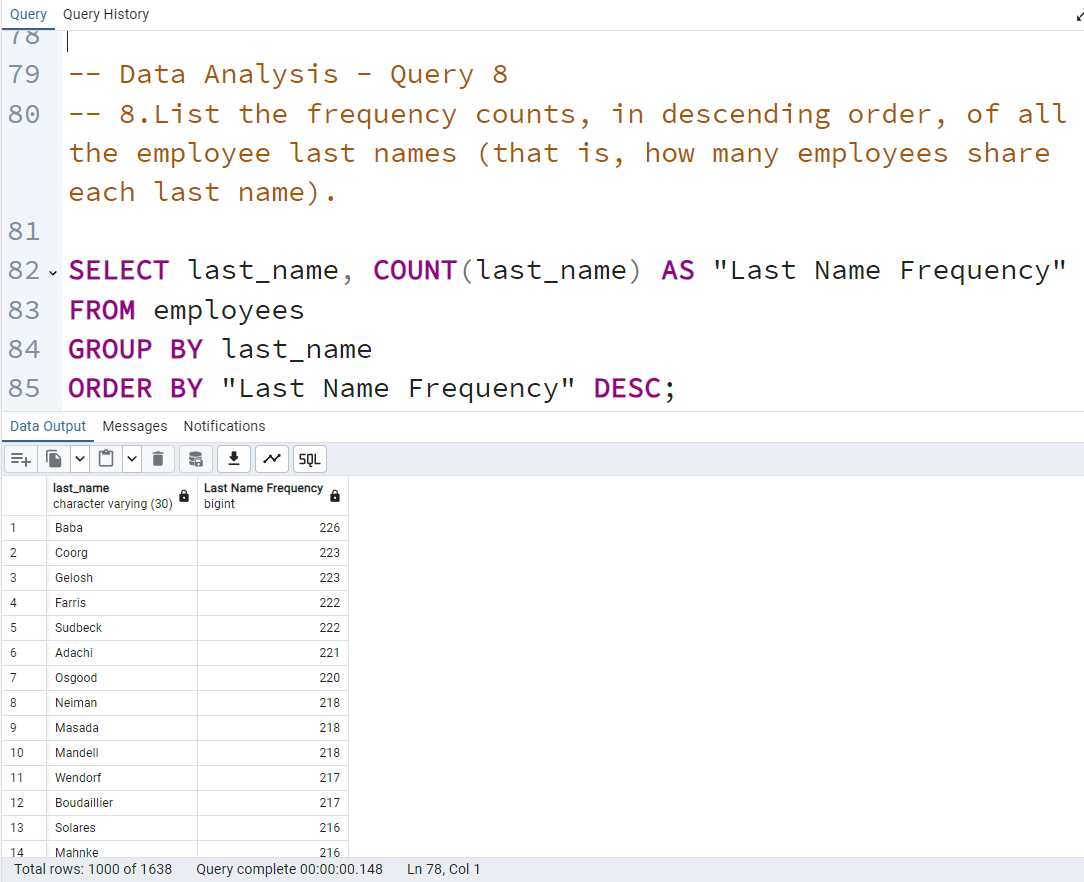 Query Query History
78
79 -- Data Analysis - Query 8
80 -- 8.List the frequency counts, in descending order, of all
the employee last names (that is, how many employees share
each last name).
81
82 SELECT last_name, COUNT(last_name) AS "Last Name Frequency"
83 FROM employees
84 GROUP BY last_name
85 ORDER BY "Last Name Frequency" DESC;
Data Output Messages Notifications
SQL
last_name Last Name Frequency
character varying (30) bigint
1 Baba 226
2 Coorg 223
3 Gelosh 223
4 Farris 222
5 Sudbeck 222
6 Adachi 221
7 Osgood 220
8 Neiman 218
9 Masada 218
10 Mandell 218
11 Wendorf 217
12 Boudaillier 217
13 Solares 216
14 Mahnke 216
Total rows: 1000 of 1638 Query complete 00:00:00.148 Ln 78, Col 1